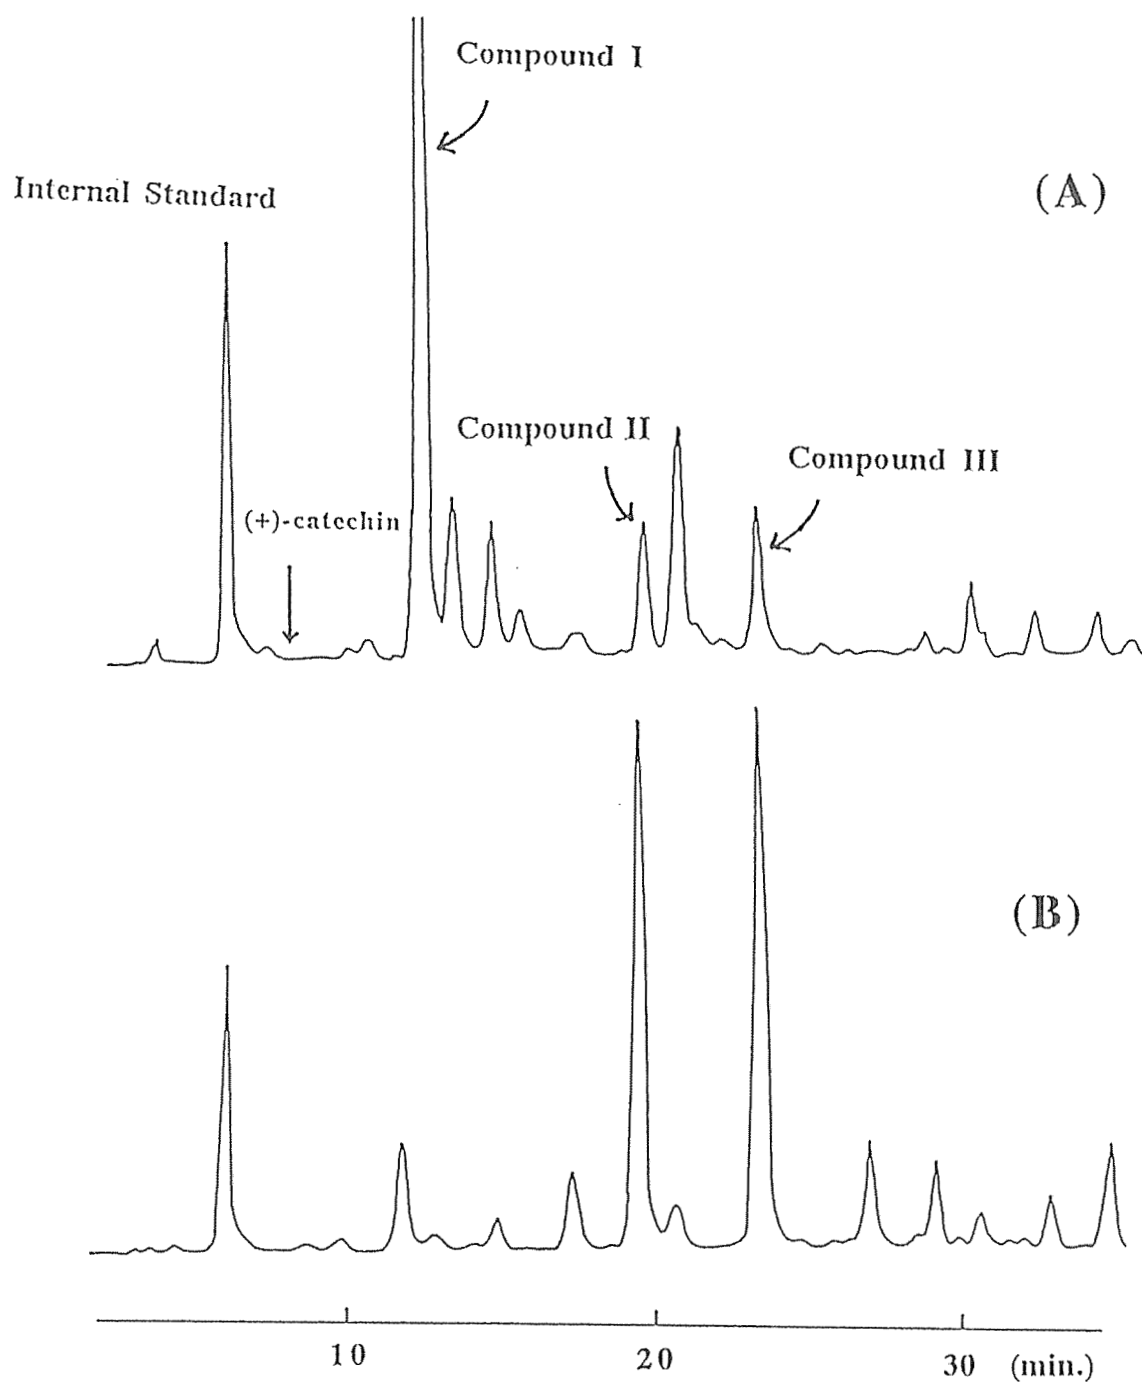 Compound I
(A)
Internal Standard
Compound II
Compound III
(+)-catechin
(B)
10 20 30 (min.)